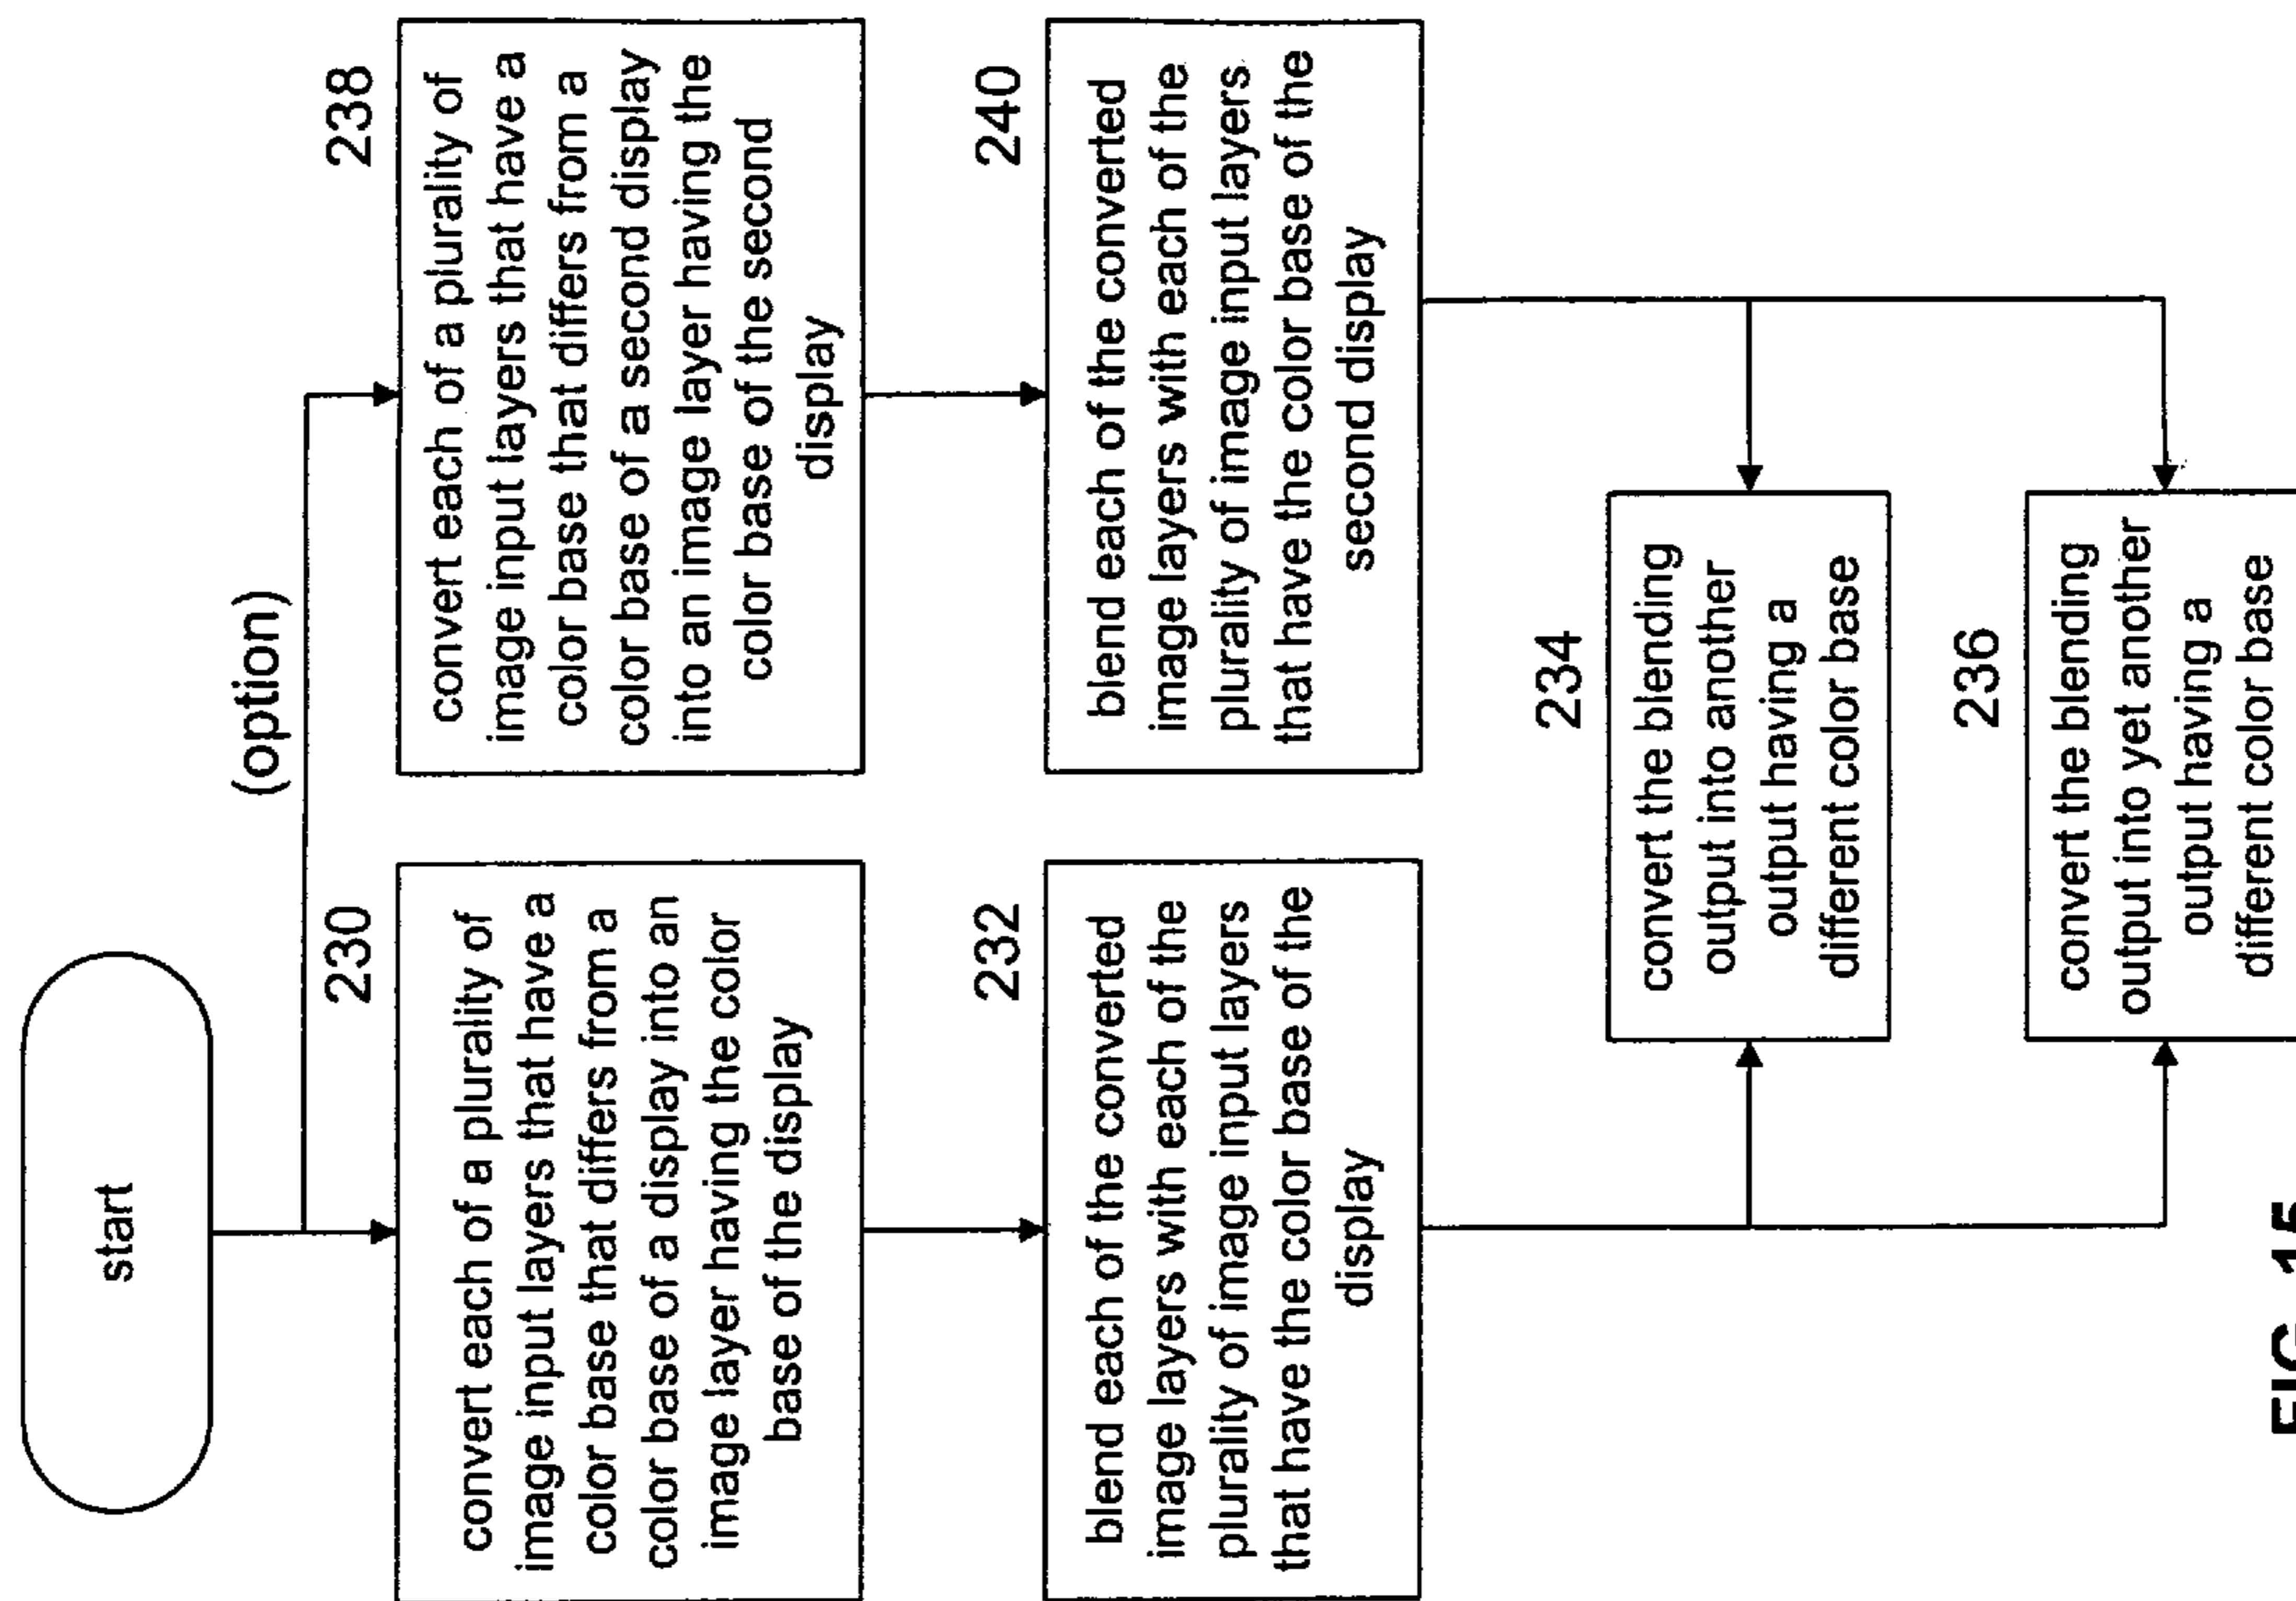 start
(option)
230
convert each of a plurality of
image input layers that have a
color base that differs from a
color base of a display into an
image layer having the color
base of the display
238
convert each of a plurality of
image input layers that have a
color base that differs from a
color base of a second display
into an image layer having the
color base of the second
display
232
blend each of the converted
image layers with each of the
plurality of image input layers
that have the color base of the
display
240
blend each of the converted
image layers with each of the
plurality of image input layers
that have the color base of the
second display
234
convert the blending
output into another
output having a
different color base
236
convert the blending
output into yet another
output having a
different color base
FIG. 15